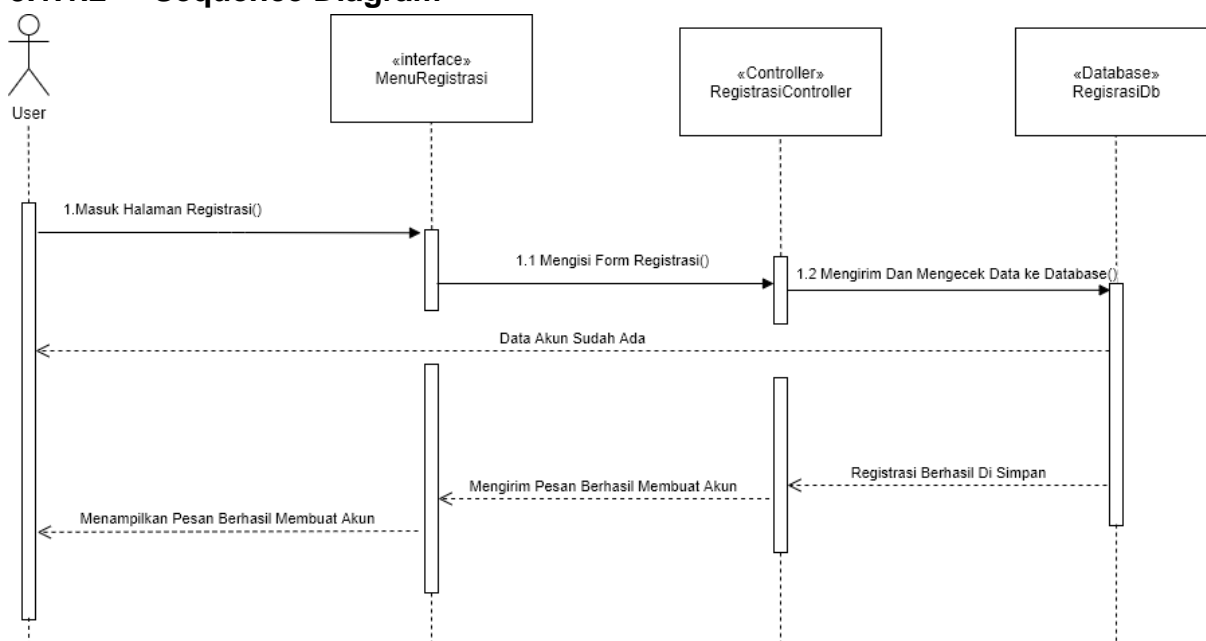 Sequence Diagram
«interface»
MenuRegistrasi
«Controller»
RegistrasiController
«Database»
RegisrasiDb
User
1.Masuk Halaman Registrasi()
1.1 Mengisi Form Registrasi()
1.2 Mengirim Dan Mengecek Data ke Database()
Data Akun Sudah Ada
Registrasi Berhasil Di Simpan
Mengirim Pesan Berhasil Membuat Akun
Menampilkan Pesan Berhasil Membuat Akun